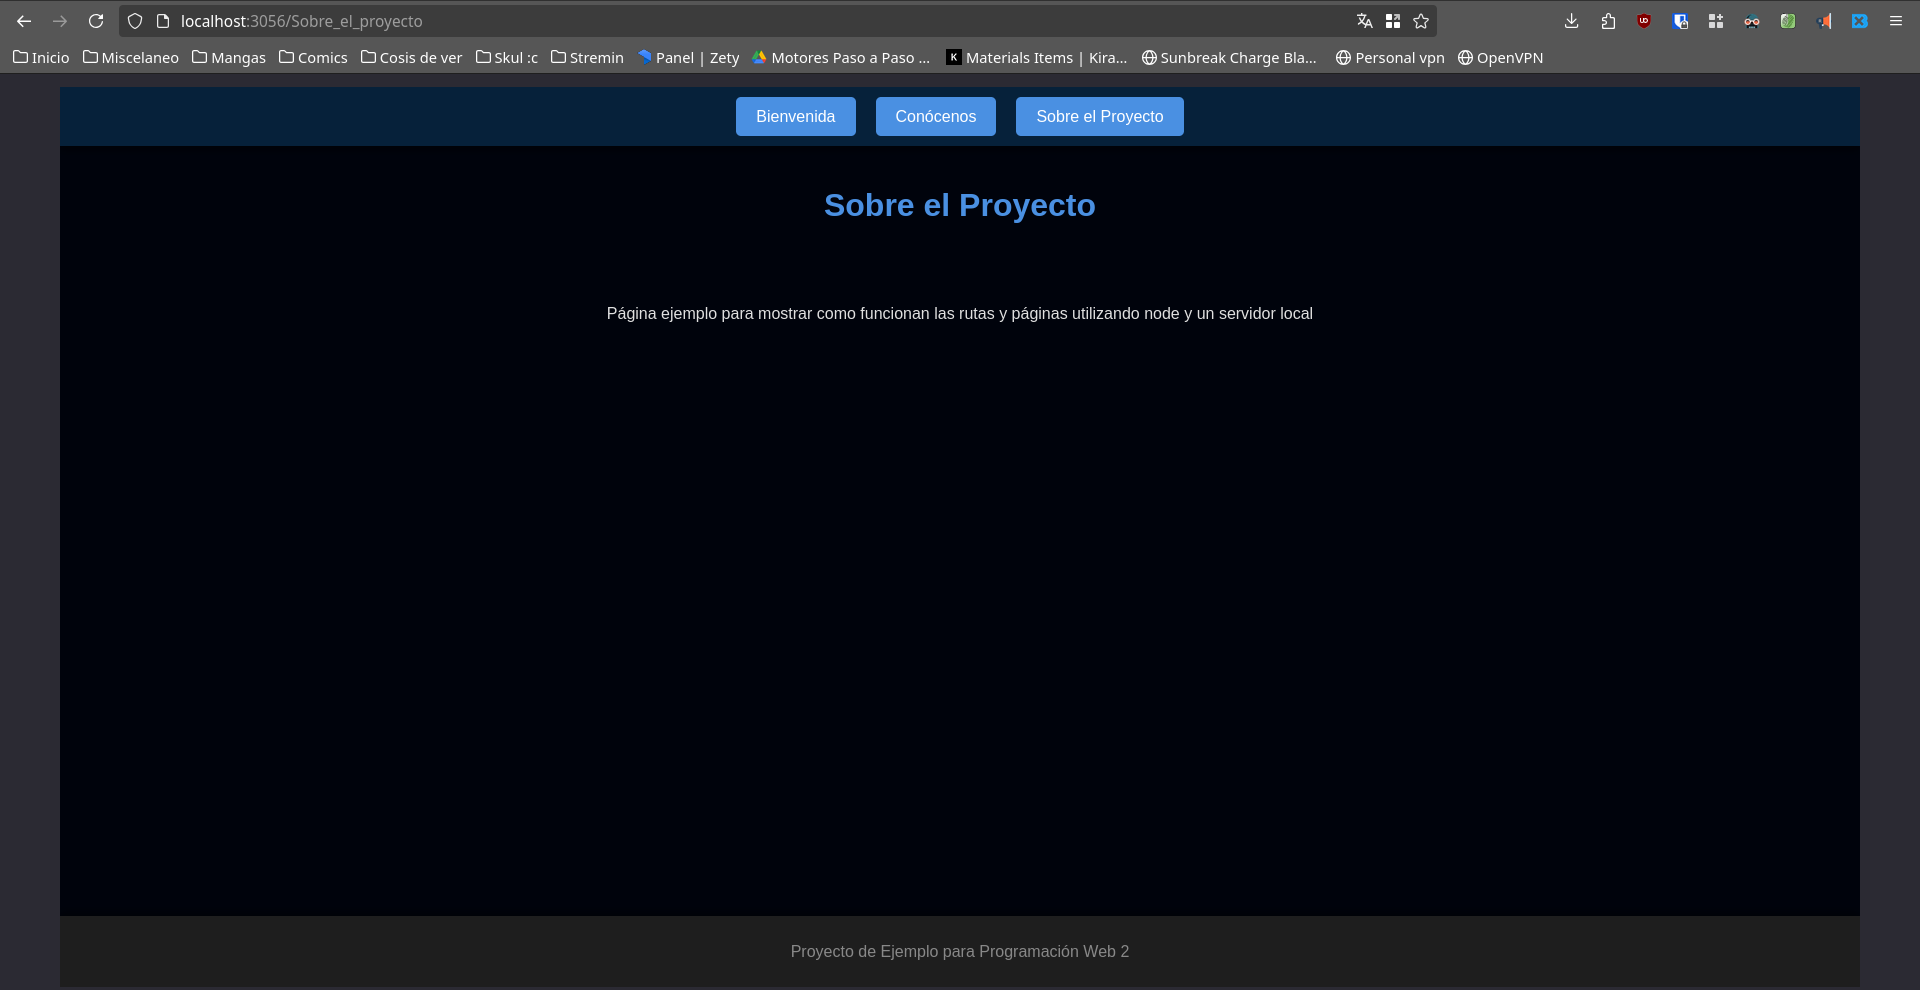 localhost:3056/Sobre_el_proyecto
Inicio Miscelaneo Mangas Comics Cosis de ver Skul :c Stremin Panel | Zety Motores Paso a Paso ... K Materials Items | Kira... Sunbreak Charge Bla... Personal vpn OpenVPN
Bienvenida Conócenos Sobre el Proyecto
Sobre el Proyecto
Página ejemplo para mostrar como funcionan las rutas y páginas utilizando node y un servidor local
Proyecto de Ejemplo para Programación Web 2